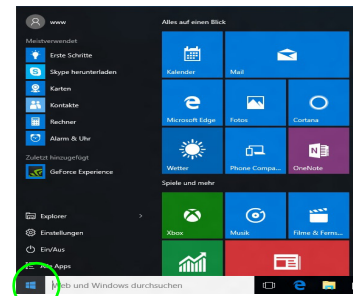 www
Meistverwendet
Erste Schritte
Skype herunterladen
Karten
Kontakte
Rechner
Alarm & Uhr
Zuletzt hinzugefügt
GeForce Experience
Explorer
Einstellungen
Ein/Aus
Alle Apps
Web und Windows durchsuchen
Alles auf einen Blick
Kalender
Mail
Microsoft Edge
Fotos
Cortana
Wetter
Phone Compa...
OneNote
Spiele und mehr
Xbox
Musik
Filme & Ferns...